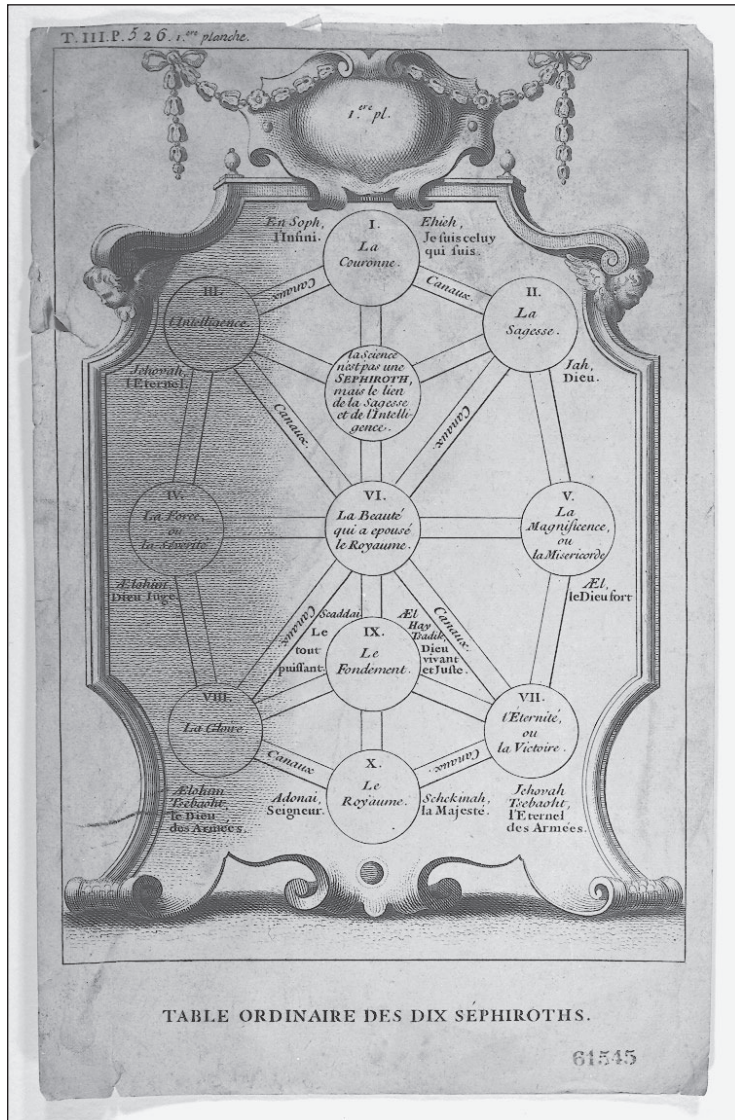 T. III. P. 526. 1.ere planche.
1.ere pl.
En Soph,
l'Infini.
I.
La
Couronne.
Ehieh,
Je suis celuy
qui suis.
Canaux
Canaux.
III.
l'Intelligence.
II.
La
Sagesse.
la Science
n'est pas une
SEPHIROTH,
mais le lien
de la Sagesse
et de l'Intelli-
gence.
Jehovah,
l'Eternel.
Jah,
Dieu.
Canaux.
Canaux.
IV.
La Force,
ou
la Sévérité
VI.
La Beauté
qui a epousé
le Royaume.
V.
La
Magnificence,
ou
la Misericorde
Ælohim
Dieu Juge.
Æl,
le Dieu fort
Canaux.
Scaddai
Le
tout
puissant.
IX.
Le
Fondement.
Æl
Hay
Tsadik,
Dieu
vivant
et Juste.
Canaux.
VIII.
La Gloire.
VII.
l'Éternité,
ou
la Victoire.
Canaux
Canaux.
Ælohim
Tsebaoht,
le Dieu
des Armées.
Adonai,
Seigneur.
X.
Le
Royaume.
Schekinah,
la Majesté.
Jehovah
Tsebaoht,
l'Eternel
des Armées.
TABLE ORDINAIRE DES DIX SÉPHIROTHS.
61545